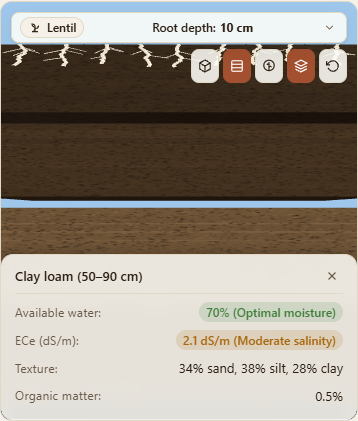 Lentil Root depth: 10 cm
Clay loam (50–90 cm)
Available water: 70% (Optimal moisture)
ECe (dS/m): 2.1 dS/m (Moderate salinity)
Texture: 34% sand, 38% silt, 28% clay
Organic matter: 0.5%